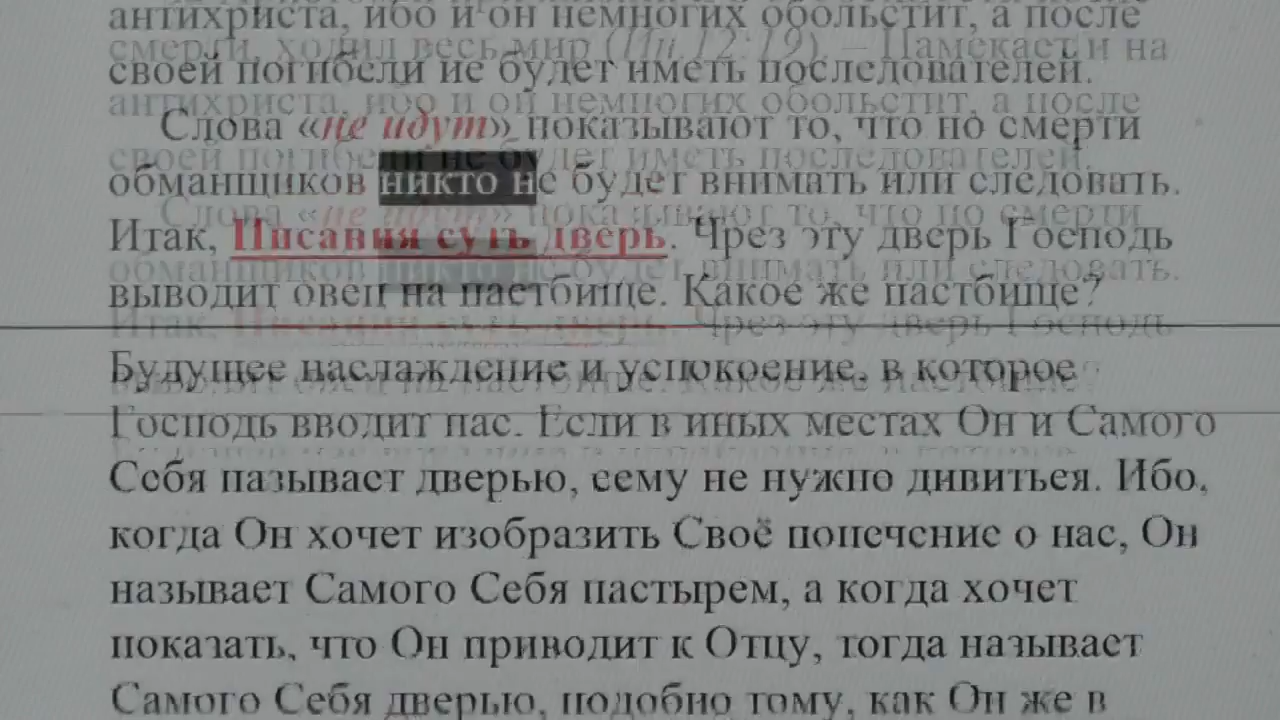 антихриста, ибо и он немногих обольстит, а после
своей погибели не будет иметь последователей.
Слова «не идут» показывают то, что по смерти
обманщиков никто не будет внимать или следовать.
Итак, Писания суть дверь. Чрез эту дверь Господь
выводит овец на пастбище. Какое же пастбище?
Будущее наслаждение и успокоение, в которое
Господь вводит нас. Если в иных местах Он и Самого
Себя называет дверью, сему не нужно дивиться. Ибо,
когда Он хочет изобразить Своё попечение о нас, Он
называет Самого Себя пастырем, а когда хочет
показать, что Он приводит к Отцу, тогда называет
Самого Себя дверью, подобно тому, как Он же в